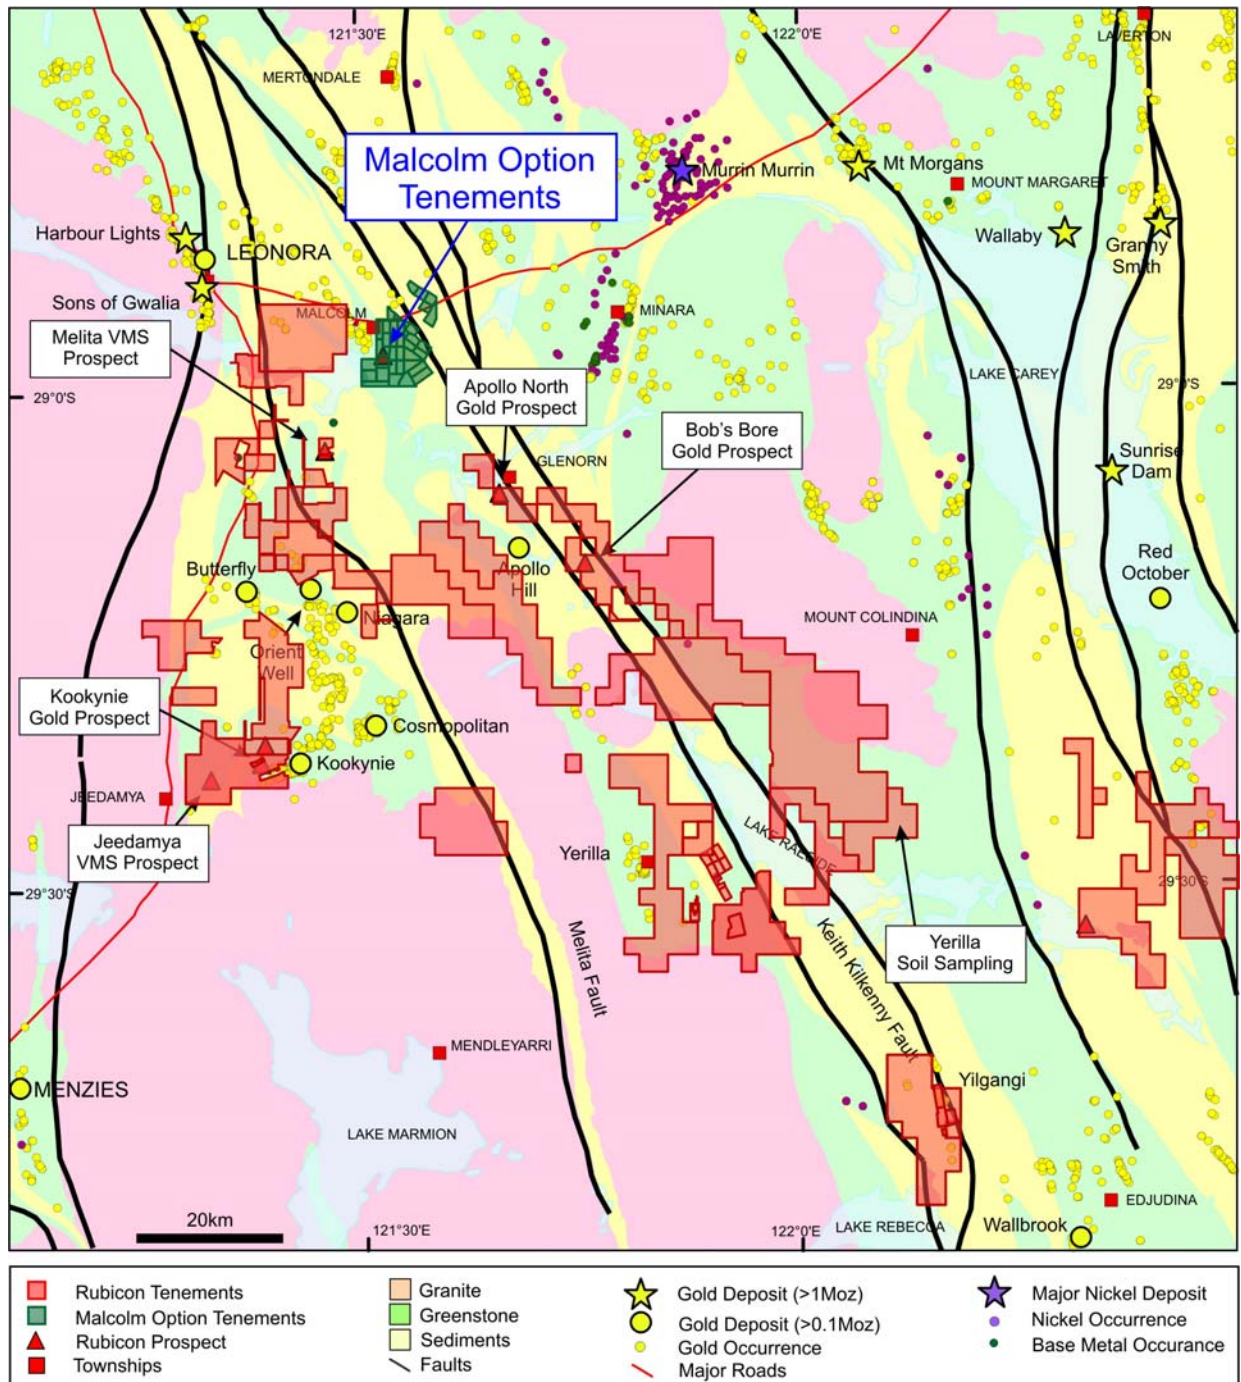 121°30'E
122°0'E
LAVERTON
MERTONDALE
Malcolm Option
Tenements
Murrin Murrin
Mt Morgans
MOUNT MARGARET
Harbour Lights
LEONORA
Wallaby
Granny
Smith
Sons of Gwalia
MALCOLM
MINARA
Melita VMS
Prospect
LAKE CAREY
29°0'S
29°0'S
Apollo North
Gold Prospect
Bob's Bore
Gold Prospect
GLENORN
Sunrise
Dam
Butterfly
Apollo
Hill
Red
October
Niagara
MOUNT COLINDINA
Orient
Well
Kookynie
Gold Prospect
Cosmopolitan
Kookynie
JEEDAMYA
Jeedamya
VMS Prospect
LAKE RAESIDE
Yerilla
29°30'S
29°30'S
Melita Fault
Keith Kilkenny Fault
Yerilla
Soil Sampling
MENDLEYARRI
MENZIES
Yilgangi
LAKE MARMION
20km
121°30'E
122°0'E
LAKE REBECCA
Wallbrook
EDJUDINA
Rubicon Tenements
Malcolm Option Tenements
Rubicon Prospect
Townships
Granite
Greenstone
Sediments
Faults
Gold Deposit (>1Moz)
Gold Deposit (>0.1Moz)
Gold Occurrence
Major Roads
Major Nickel Deposit
Nickel Occurrence
Base Metal Occurance